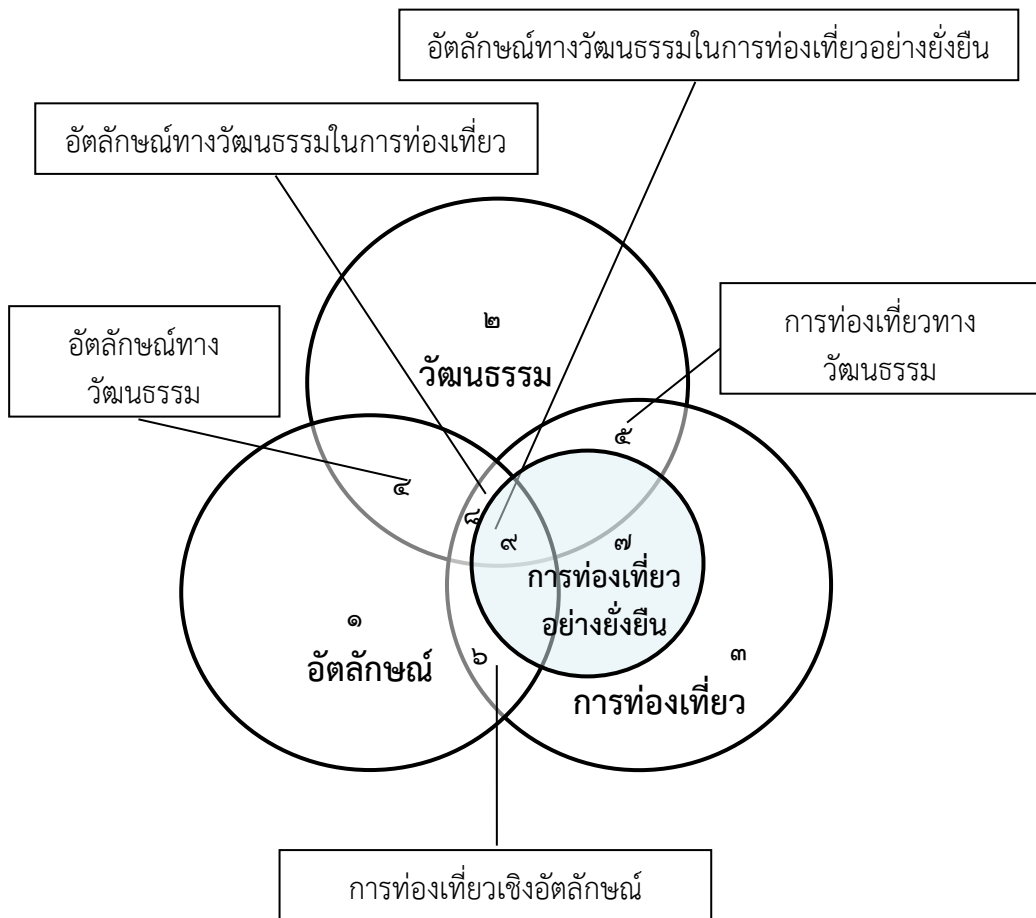 อัตลักษณ์ทางวัฒนธรรมในการท่องเที่ยวอย่างยั่งยืน
อัตลักษณ์ทางวัฒนธรรมในการท่องเที่ยว
๒
วัฒนธรรม
อัตลักษณ์ทาง
วัฒนธรรม
การท่องเที่ยวทาง
วัฒนธรรม
๕
๔
๘
๙
๗
การท่องเที่ยว
อย่างยั่งยืน
๑
อัตลักษณ์
๖
๓
การท่องเที่ยว
การท่องเที่ยวเชิงอัตลักษณ์